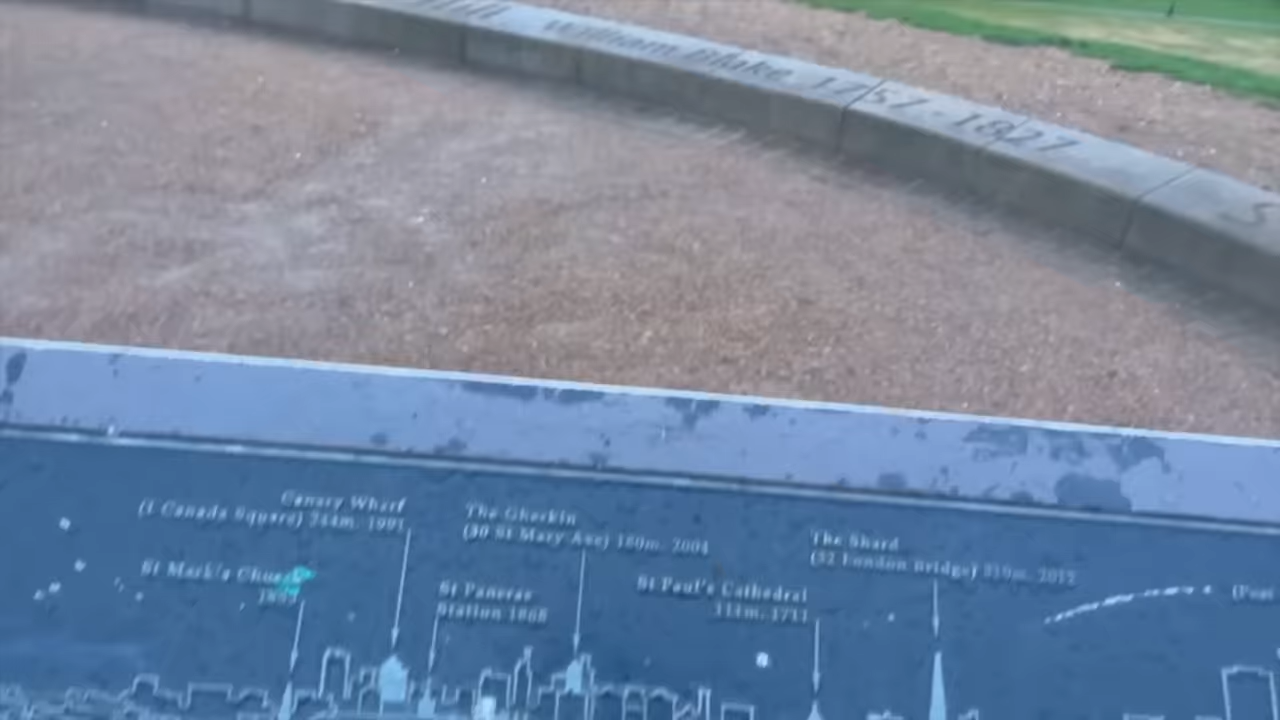 William Blake 1757-1827
Canary Wharf
(1 Canada Square) 244m. 1991
The Gherkin
(30 St Mary Axe) 180m. 2004
The Shard
(32 London Bridge) 310m. 2012
St Mark's Church
St Pancras
Station 1868
St Paul's Cathedral
111m. 1711